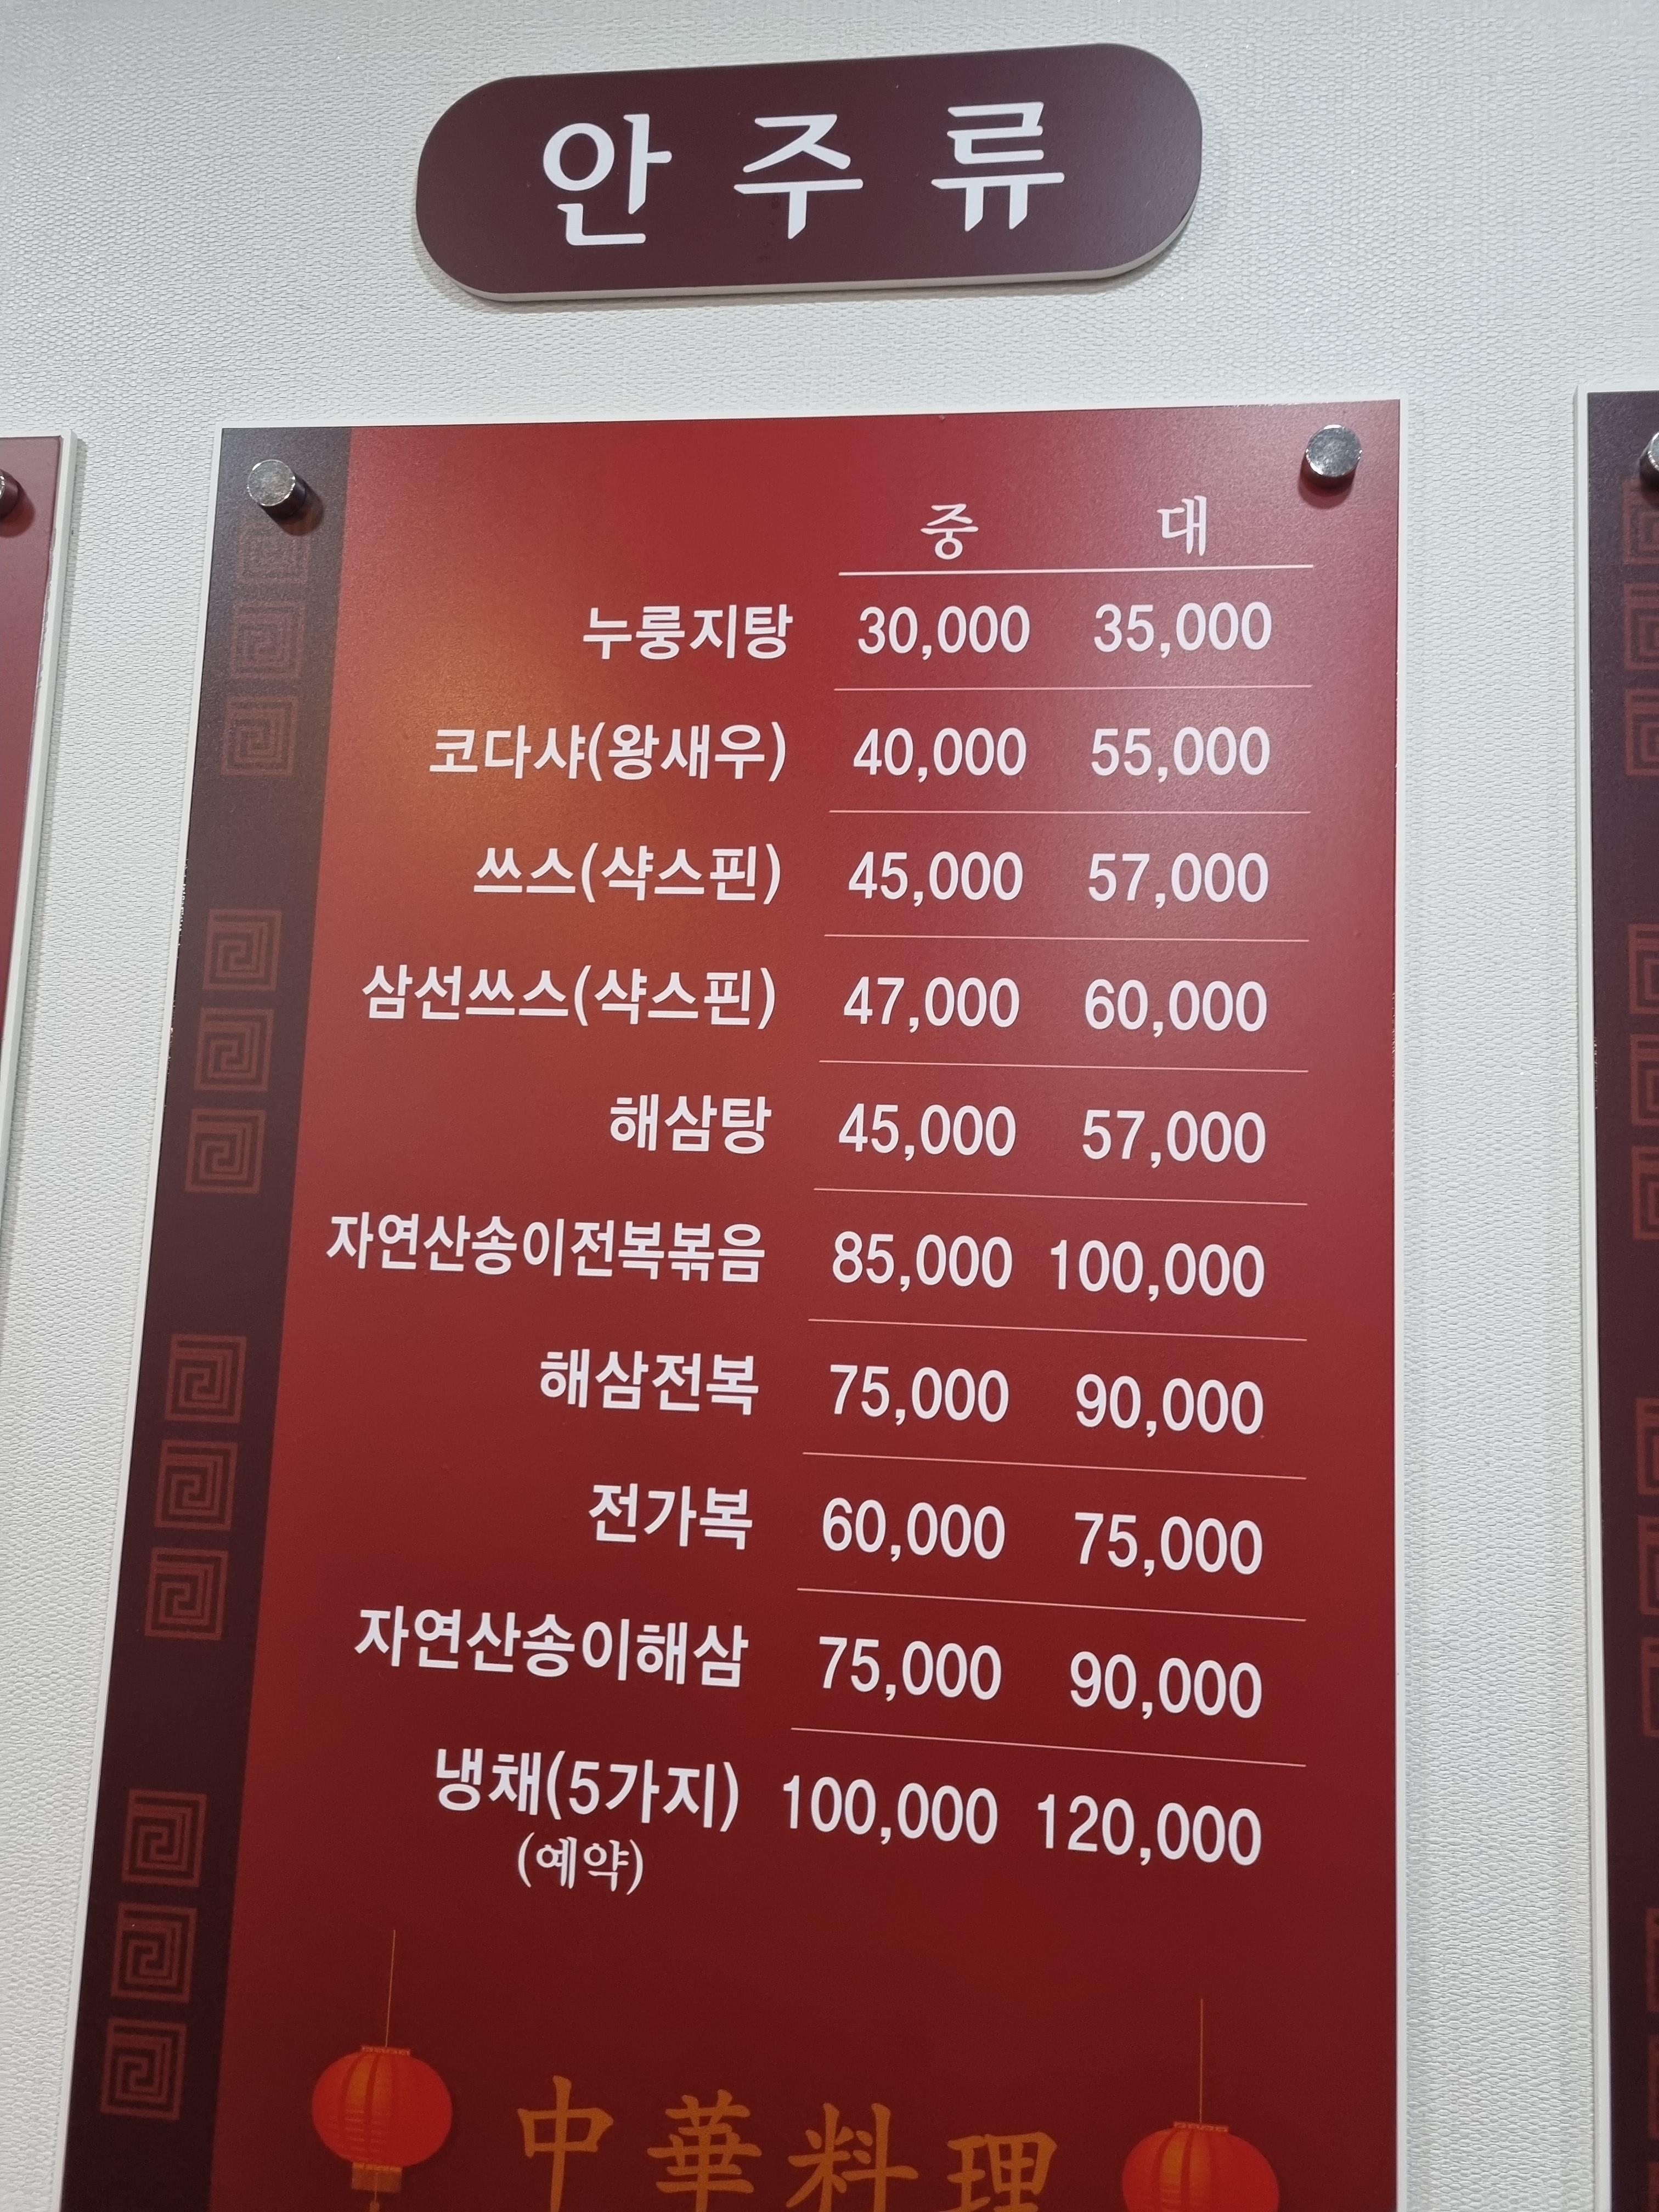 안주류
중 대
누룽지탕 30,000 35,000
코다샤(왕새우) 40,000 55,000
쓰스(샥스핀) 45,000 57,000
삼선쓰스(샥스핀) 47,000 60,000
해삼탕 45,000 57,000
자연산송이전복볶음 85,000 100,000
해삼전복 75,000 90,000
전가복 60,000 75,000
자연산송이해삼 75,000 90,000
냉채(5가지) 100,000 120,000
(예약)
中華料理